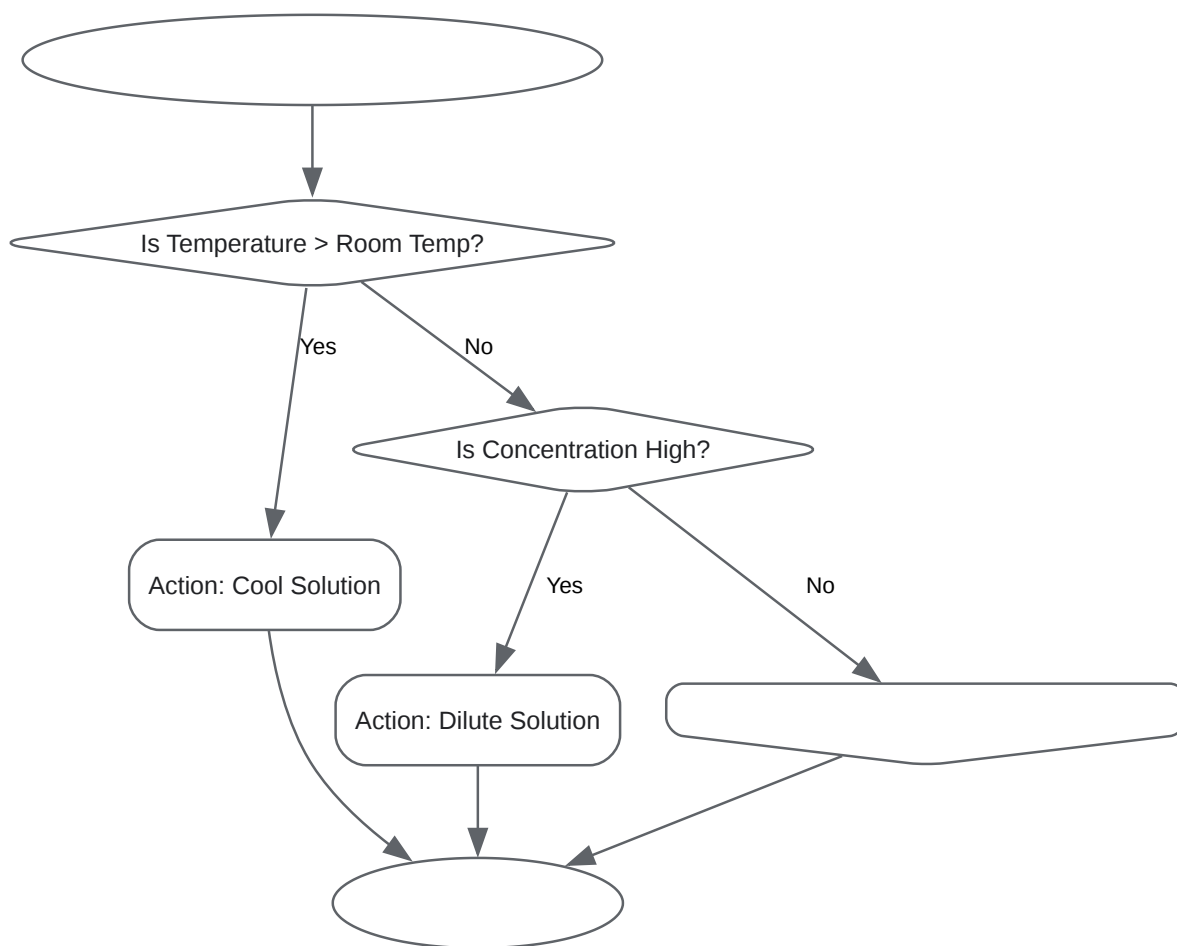 Is Temperature > Room Temp?
Yes
No
Is Concentration High?
Action: Cool Solution
Yes
No
Action: Dilute Solution